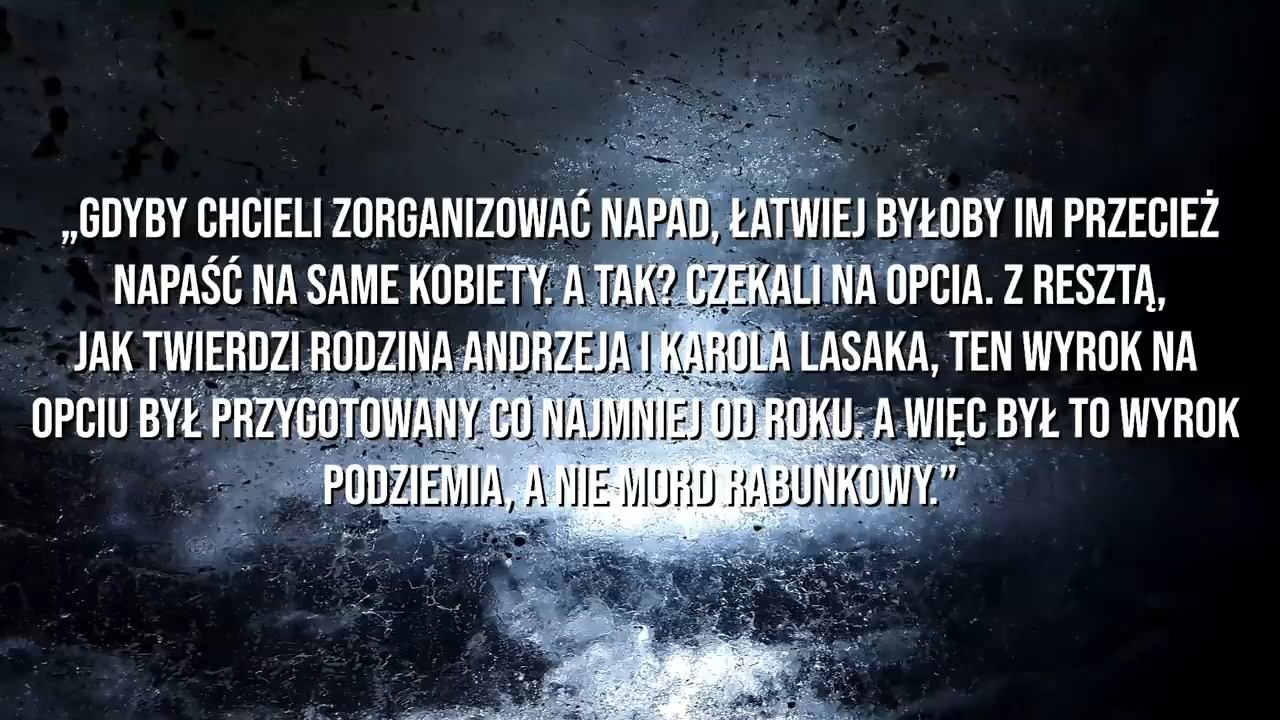 „GDYBY CHCIELI ZORGANIZOWAĆ NAPAD, ŁATWIEJ BYŁOBY IM PRZECIEŻ
NAPAŚĆ NA SAME KOBIETY. A TAK? CZEKALI NA OPCIA. Z RESZTĄ,
JAK TWIERDZI RODZINA ANDRZEJA I KAROLA LASAKA, TEN WYROK NA
OPCIU BYŁ PRZYGOTOWANY CO NAJMNIEJ OD ROKU. A WIĘC BYŁ TO WYROK
PODZIEMIA, A NIE MORD RABUNKOWY.”